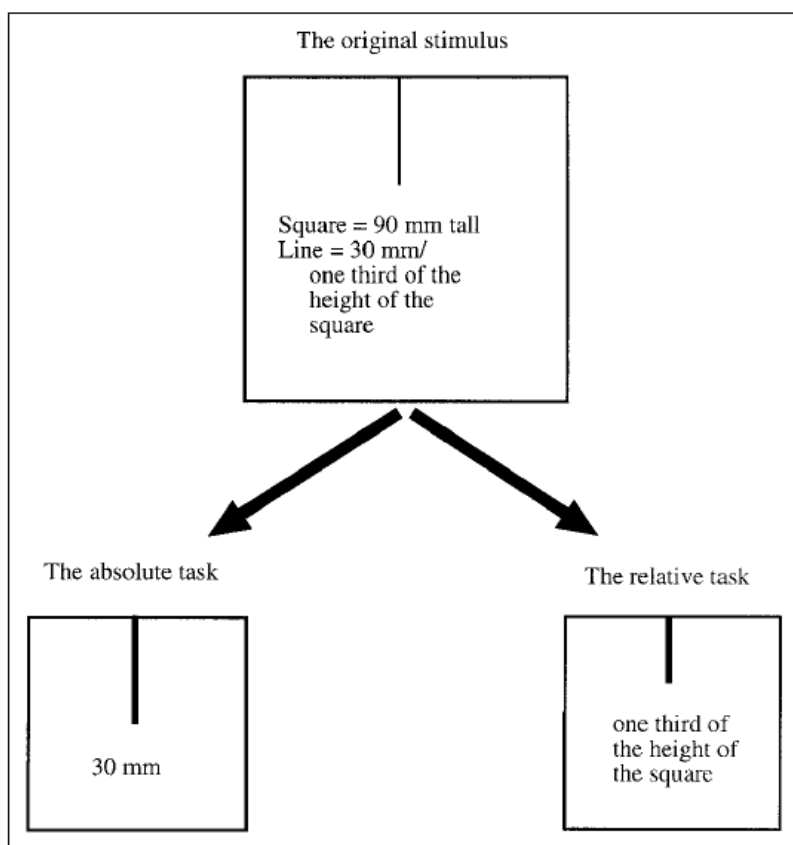 The original stimulus
Square = 90 mm tall
Line = 30 mm/
one third of the
height of the
square
The absolute task
30 mm
The relative task
one third of
the height of
the square